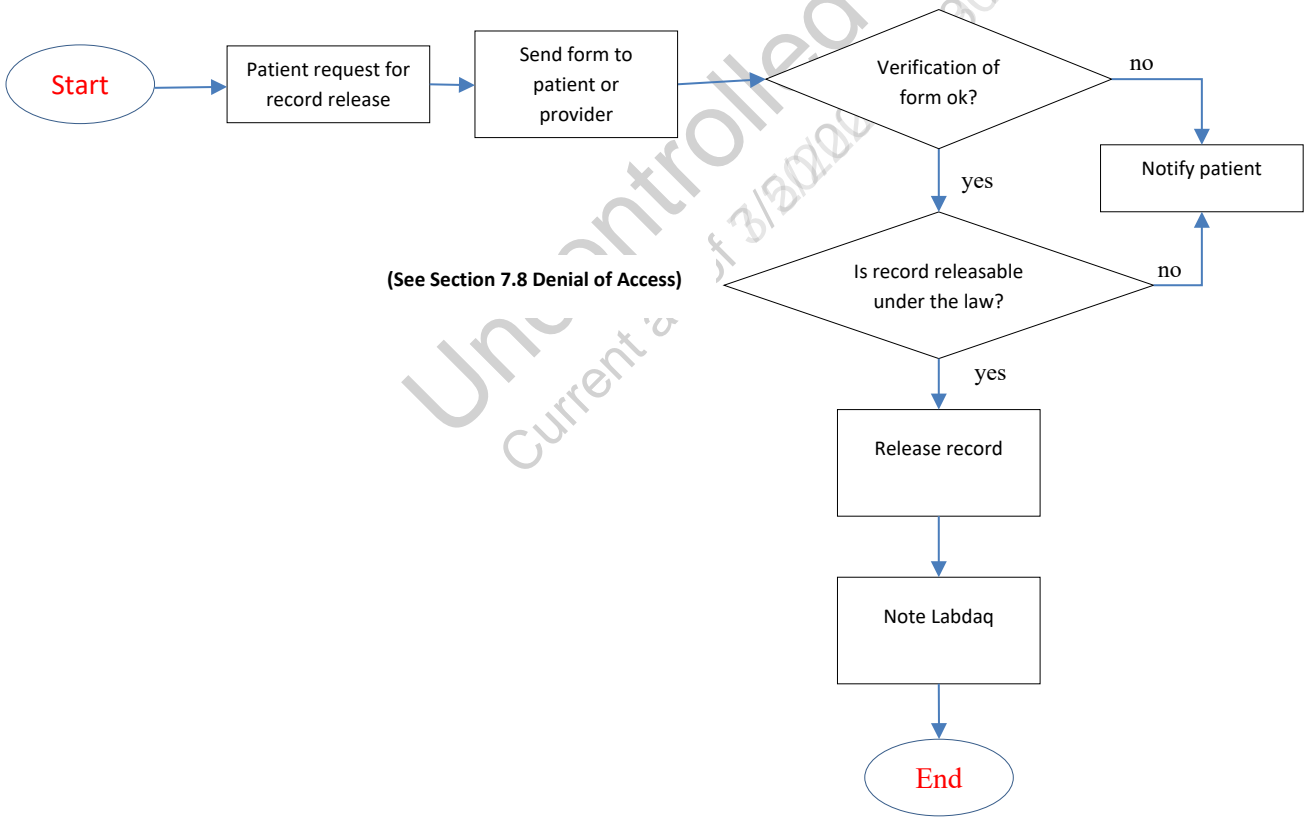 Start
Patient request for
record release
Send form to
patient or
provider
Verification of
form ok?
no
Notify patient
yes
(See Section 7.8 Denial of Access)
Is record releasable
under the law?
no
yes
Release record
Note Labdaq
End
Uncontrolled
Current